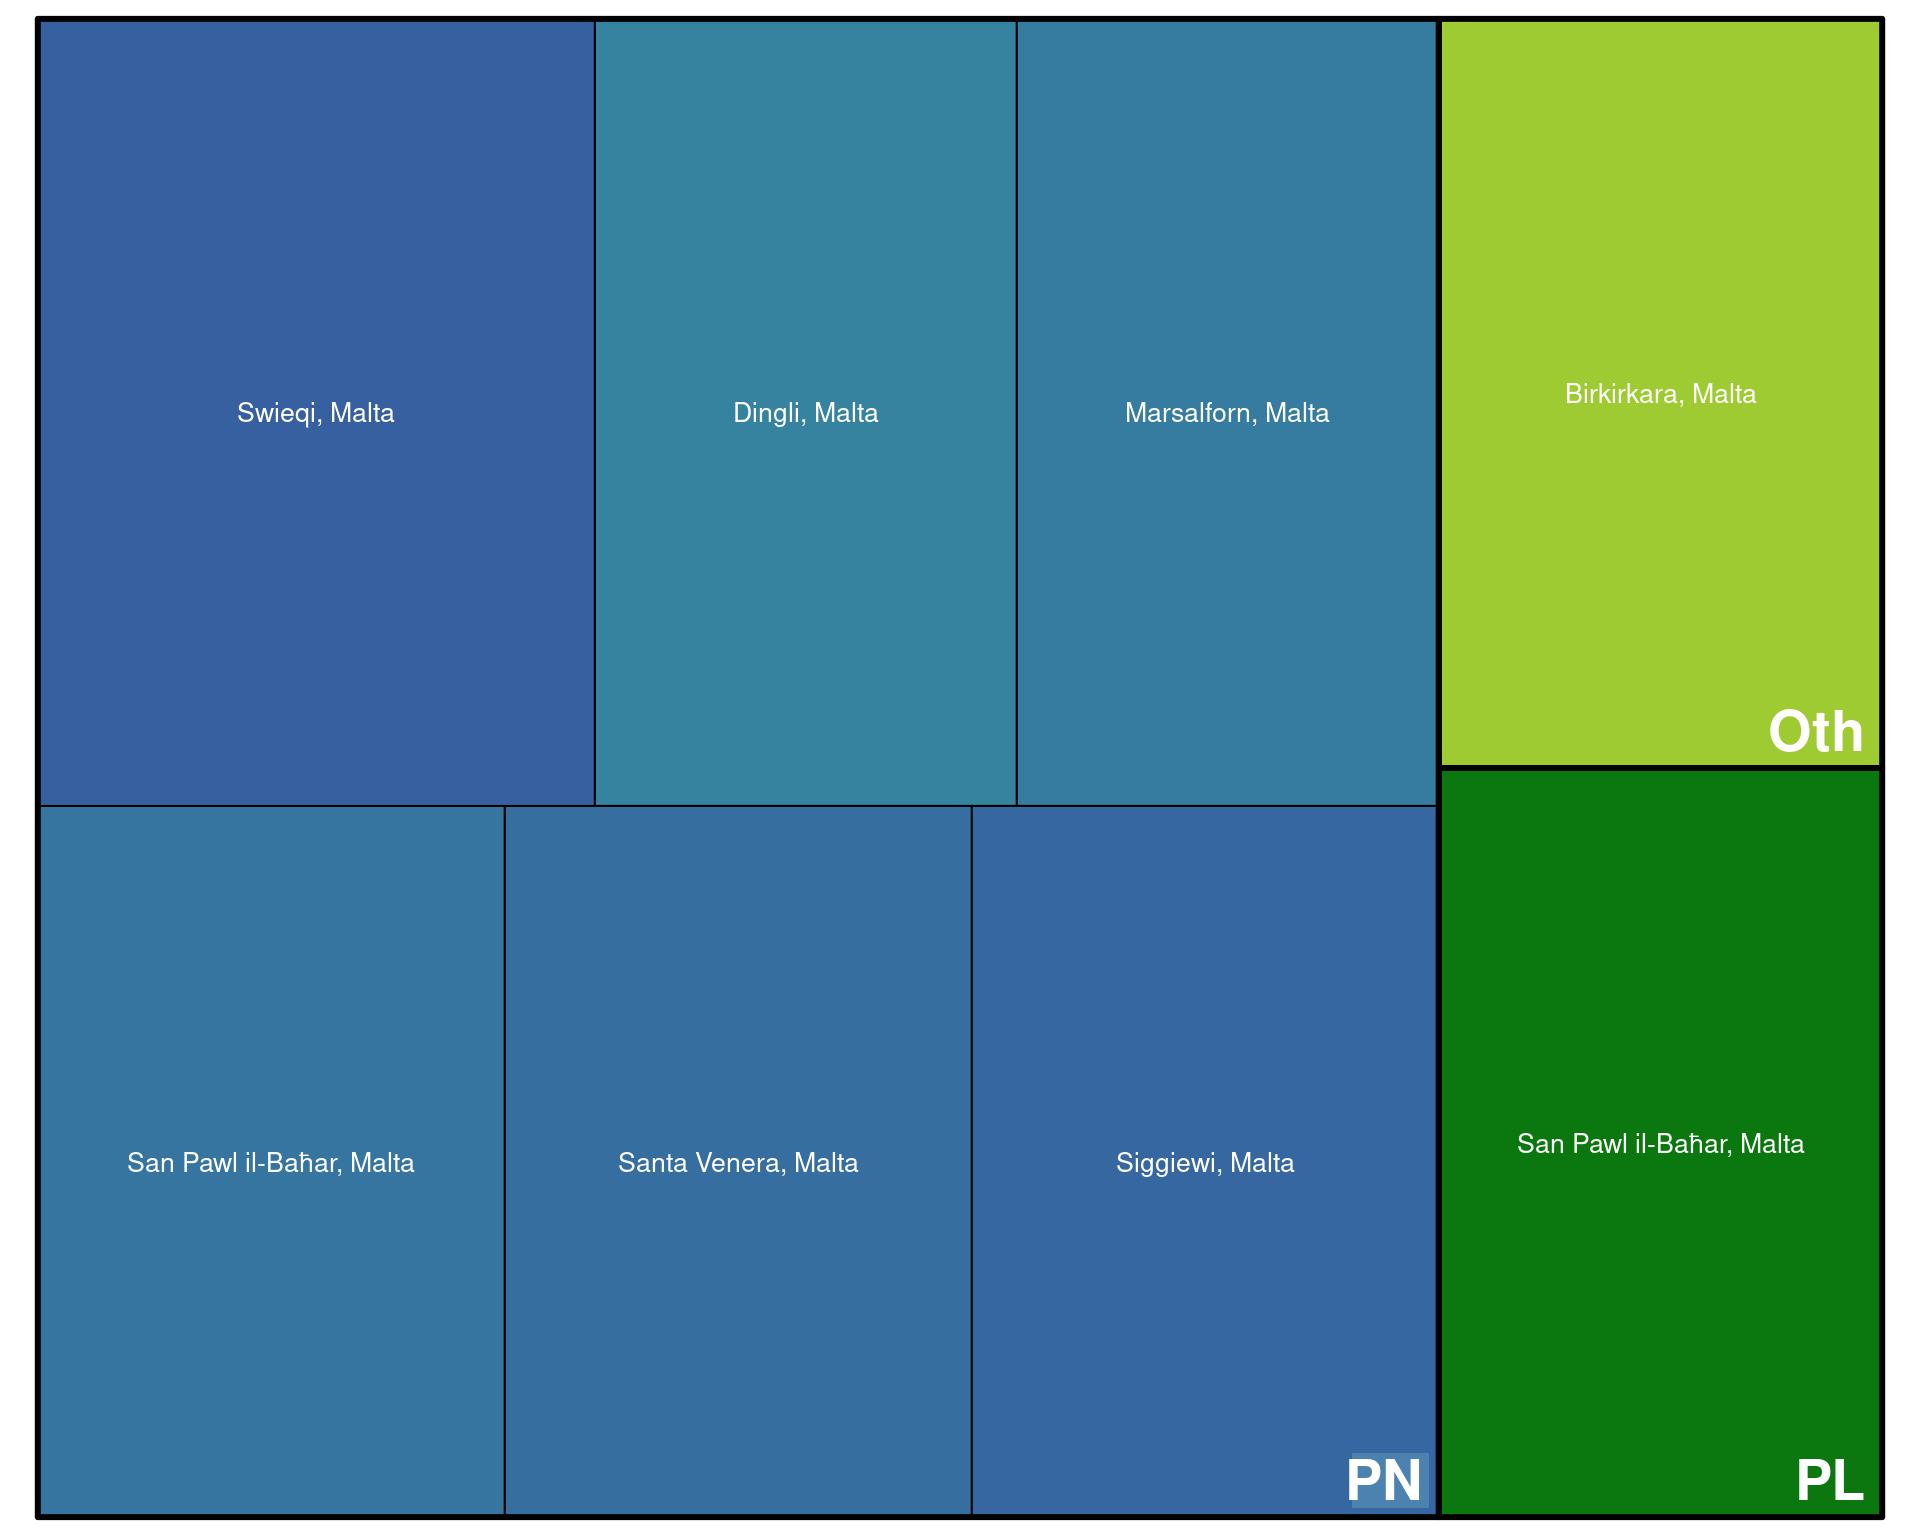 Swieqi, Malta
Dingli, Malta
Marsalforn, Malta
Birkirkara, Malta
Oth
San Pawl il-Baħar, Malta
Santa Venera, Malta
Siggiewi, Malta
San Pawl il-Baħar, Malta
PN
PL